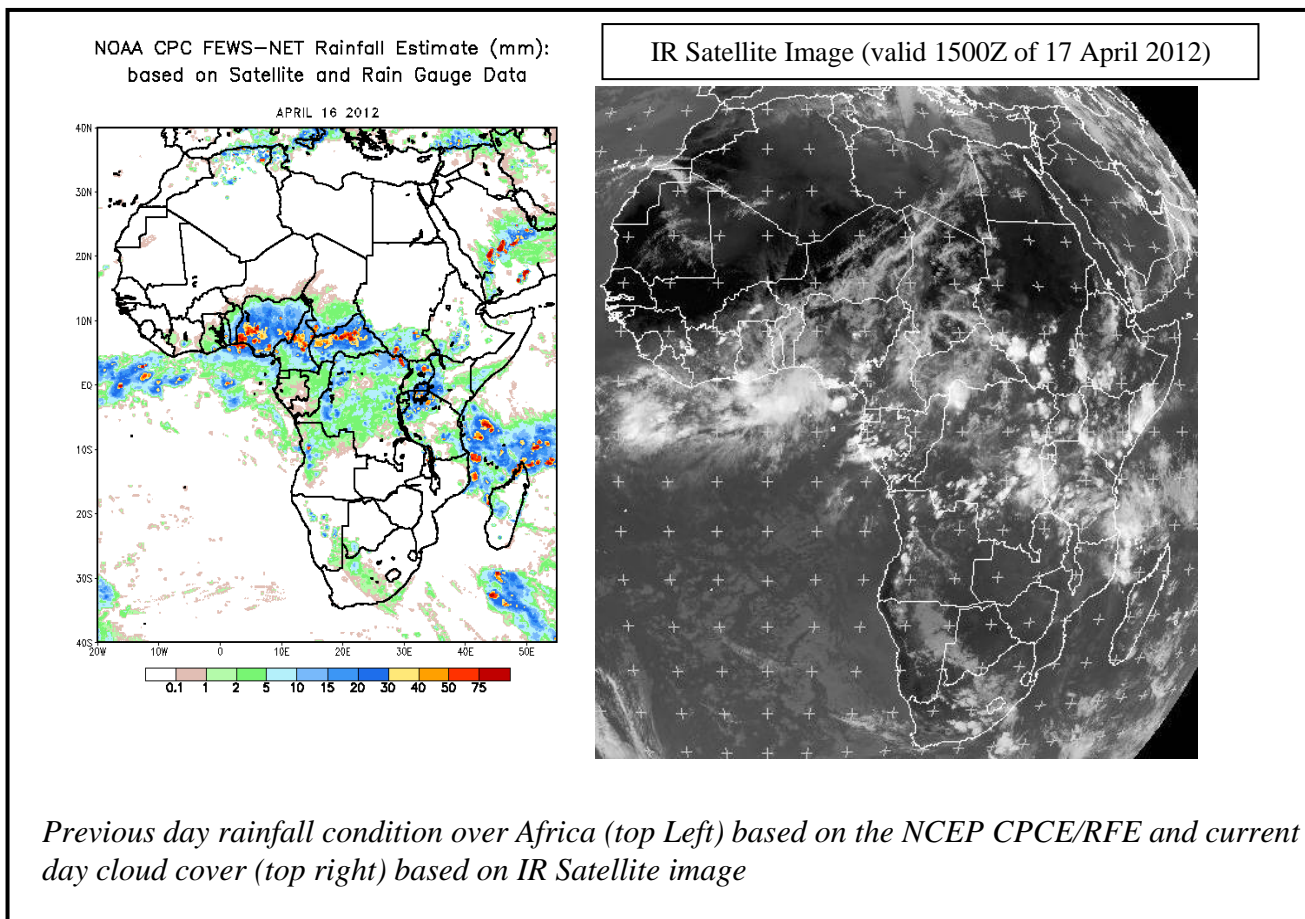 NOAA CPC FEWS-NET Rainfall Estimate (mm):
based on Satellite and Rain Gauge Data
APRIL 16 2012
40N
30N
20N
10N
EQ
10S
20S
30S
40S
20W 10W 0 10E 20E 30E 40E 50E
0.1 1 2 5 10 15 20 30 40 50 75
IR Satellite Image (valid 1500Z of 17 April 2012)
Previous day rainfall condition over Africa (top Left) based on the NCEP CPCE/RFE and current
day cloud cover (top right) based on IR Satellite image